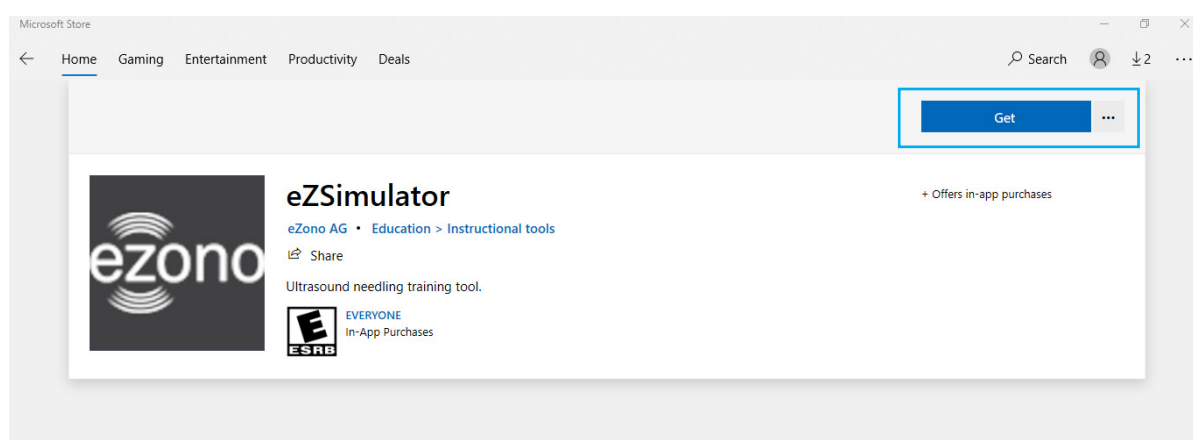 Microsoft Store
Home Gaming Entertainment Productivity Deals Search 2
Get
ezono
eZSimulator
eZono AG • Education > Instructional tools
Share
Ultrasound needling training tool.
E
ESRB
EVERYONE
In-App Purchases
+ Offers in-app purchases